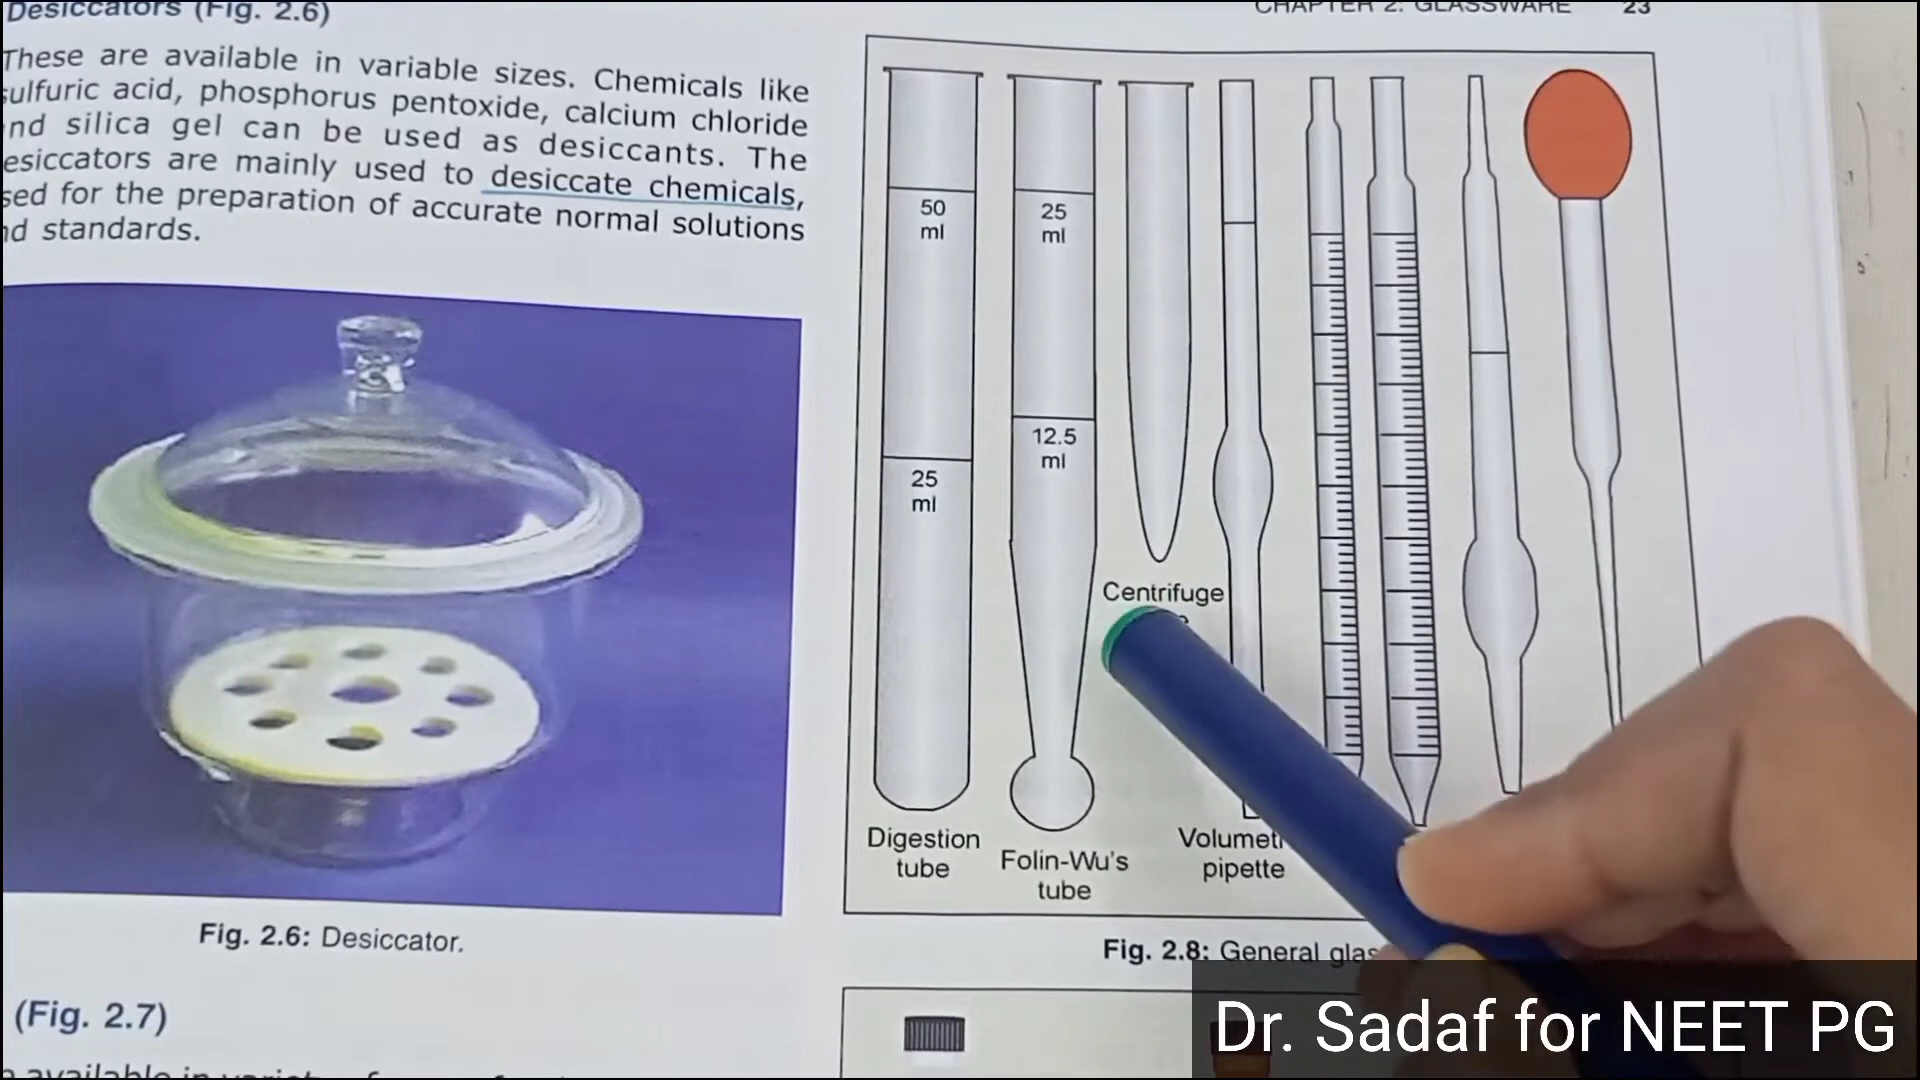 Desiccators (Fig. 2.6)
These are available in variable sizes. Chemicals like
sulfuric acid, phosphorus pentoxide, calcium chloride
and silica gel can be used as desiccants. The
esiccators are mainly used to desiccate chemicals,
sed for the preparation of accurate normal solutions
nd standards.
Fig. 2.6: Desiccator.
(Fig. 2.7)
CHAPTER 2: GLASSWARE 23
50
ml
25
ml
25
ml
12.5
ml
Centrifuge
Digestion
tube
Folin-Wu's
tube
Volumetr
pipette
Fig. 2.8: General glas
Dr. Sadaf for NEET PG